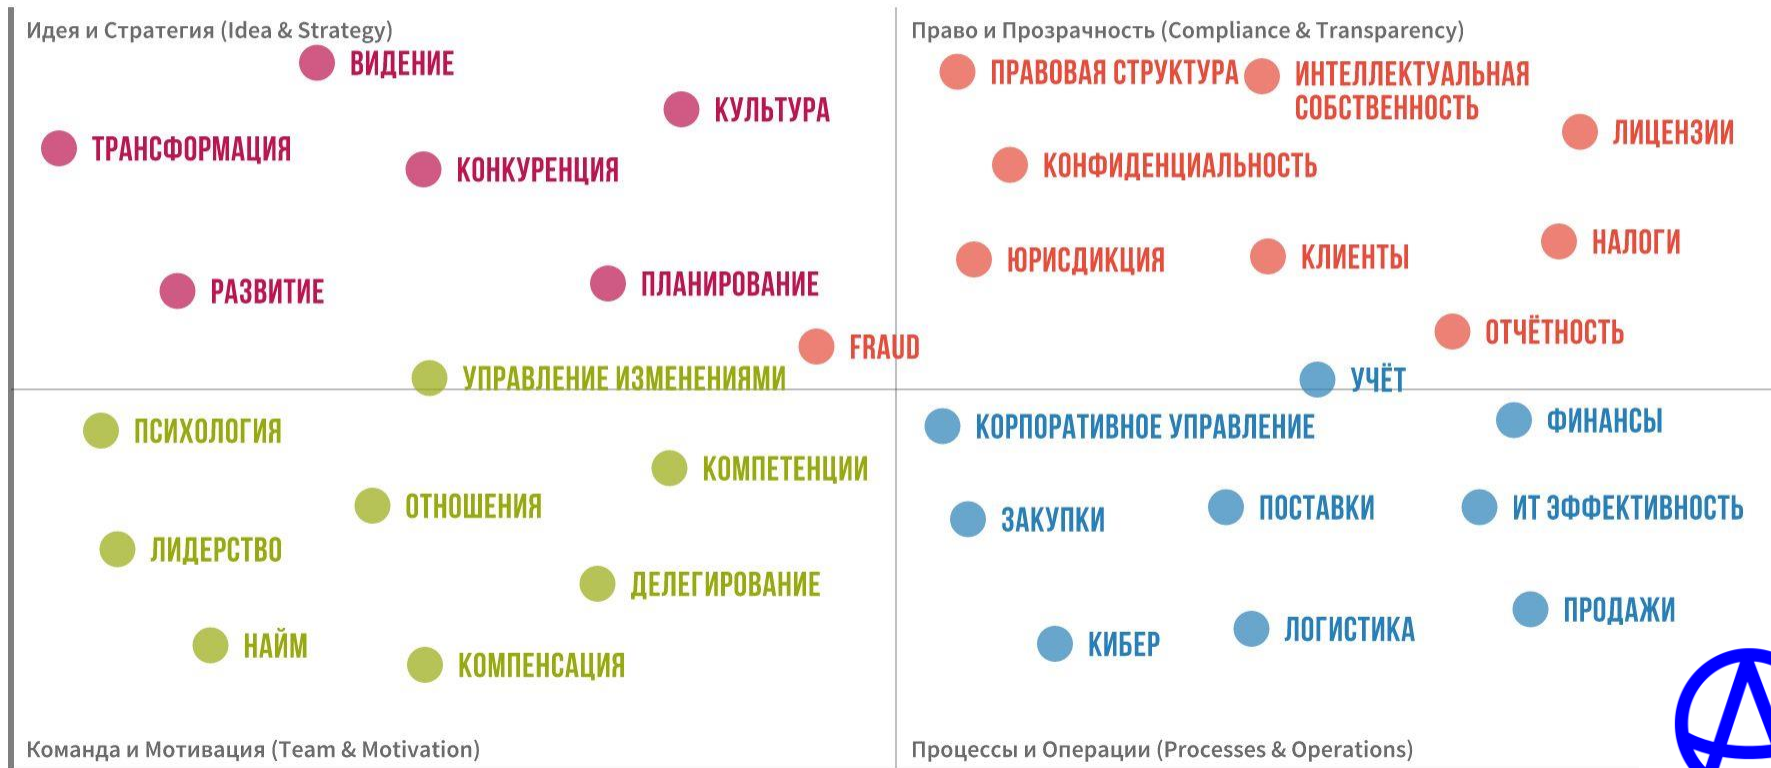 Идея и Стратегия (Idea & Strategy)
ВИДЕНИЕ
КУЛЬТУРА
ТРАНСФОРМАЦИЯ
КОНКУРЕНЦИЯ
РАЗВИТИЕ
ПЛАНИРОВАНИЕ
FRAUD
Право и Прозрачность (Compliance & Transparency)
ПРАВОВАЯ СТРУКТУРА
ИНТЕЛЛЕКТУАЛЬНАЯ
СОБСТВЕННОСТЬ
ЛИЦЕНЗИИ
КОНФИДЕНЦИАЛЬНОСТЬ
ЮРИСДИКЦИЯ
КЛИЕНТЫ
НАЛОГИ
ОТЧЁТНОСТЬ
УПРАВЛЕНИЕ ИЗМЕНЕНИЯМИ
ПСИХОЛОГИЯ
КОМПЕТЕНЦИИ
ОТНОШЕНИЯ
ЛИДЕРСТВО
ДЕЛЕГИРОВАНИЕ
НАЙМ
КОМПЕНСАЦИЯ
Команда и Мотивация (Team & Motivation)
УЧЁТ
КОРПОРАТИВНОЕ УПРАВЛЕНИЕ
ФИНАНСЫ
ЗАКУПКИ
ПОСТАВКИ
ИТ ЭФФЕКТИВНОСТЬ
КИБЕР
ЛОГИСТИКА
ПРОДАЖИ
Процессы и Операции (Processes & Operations)